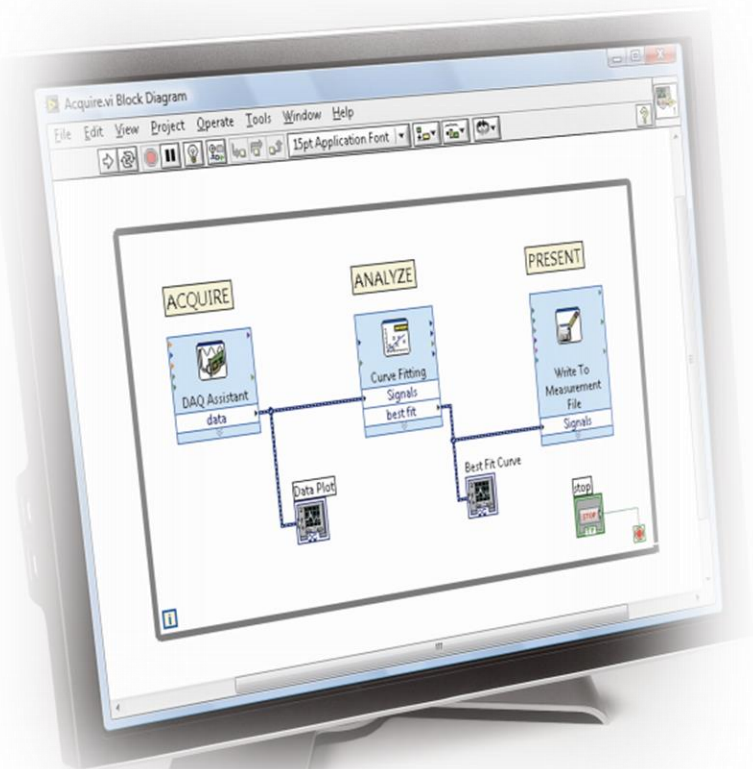 Acquire.vi Block Diagram
File Edit View Project Operate Tools Window Help
15pt Application Font
ACQUIRE
ANALYZE
PRESENT
DAQ Assistant
data
Curve Fitting
Signals
best fit
Write To
Measurement
File
Signals
Data Plot
Best Fit Curve
stop
STOP
TF
i